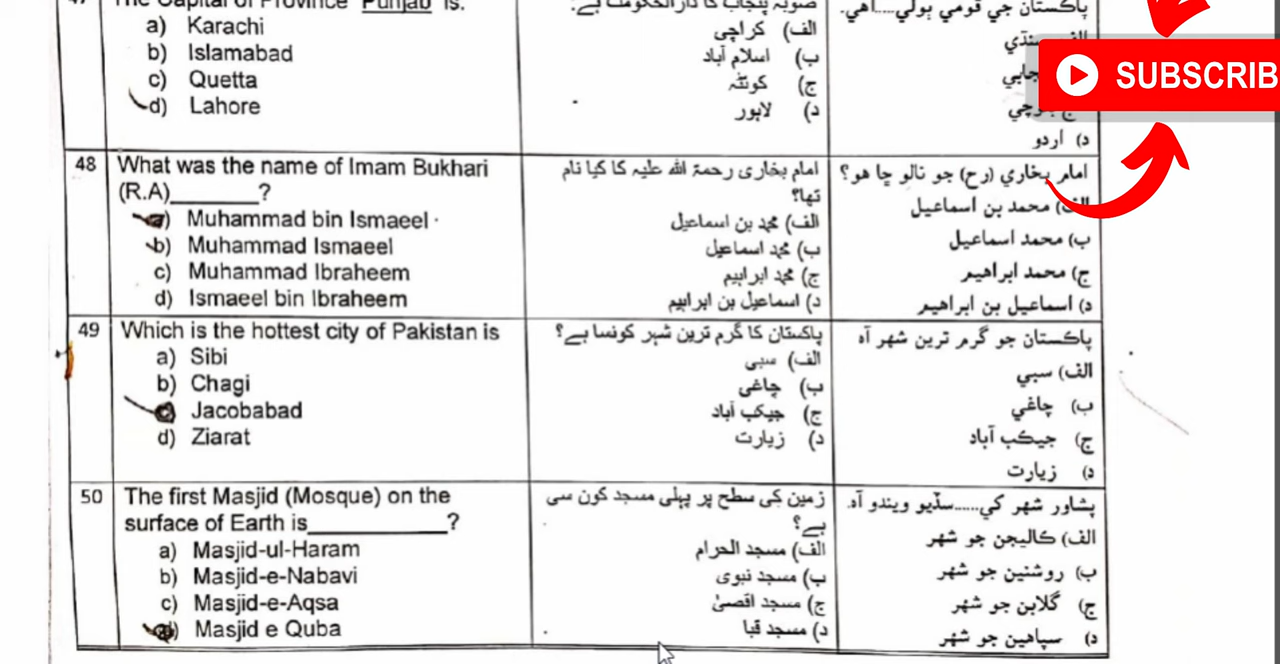 47 The Capital of Province "Punjab" is:
a) Karachi
b) Islamabad
c) Quetta
d) Lahore
صوبہ پنجاب کا دارالحکومت ہے:
الف) کراچی
ب) اسلام آباد
ج) کوئٹہ
د) لاہور
پاڪستان جي قومي ٻولي.....آهي.
د) اردو
SUBSCRIB
48 What was the name of Imam Bukhari
(R.A)________?
a) Muhammad bin Ismaeel
b) Muhammad Ismaeel
c) Muhammad Ibraheem
d) Ismaeel bin Ibraheem
امام بخاری رحمۃ اللہ علیہ کا کیا نام
تھا؟
الف) محمد بن اسماعیل
ب) محمد اسماعیل
ج) محمد ابراہیم
د) اسماعیل بن ابراہیم
امام بخاري (رح) جو نالو ڇا هو؟
الف) محمد بن اسماعيل
ب) محمد اسماعيل
ج) محمد ابراهيم
د) اسماعيل بن ابراهيم
49 Which is the hottest city of Pakistan is
a) Sibi
b) Chagi
c) Jacobabad
d) Ziarat
پاکستان کا گرم ترین شہر کونسا ہے؟
الف) سبی
ب) چاغی
ج) جیکب آباد
د) زیارت
پاڪستان جو گرم ترين شهر آه
الف) سبي
ب) چاغي
ج) جيڪب آباد
د) زيارت
50 The first Masjid (Mosque) on the
surface of Earth is_____________?
a) Masjid-ul-Haram
b) Masjid-e-Nabavi
c) Masjid-e-Aqsa
d) Masjid e Quba
زمین کی سطح پر پہلی مسجد کون سی
ہے؟
الف) مسجد الحرام
ب) مسجد نبوی
ج) مسجد اقصیٰ
د) مسجد قبا
پشاور شهر کي.....سڏيو ويندو آه.
الف) ڪاليجن جو شهر
ب) روشنين جو شهر
ج) گلابن جو شهر
د) سپاهين جو شهر